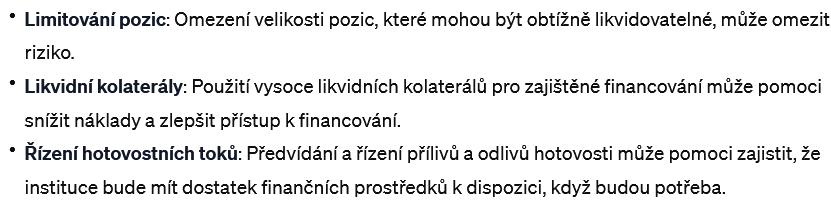 • Limitování pozic: Omezení velikosti pozic, které mohou být obtížně likvidovatelné, může omezit
riziko.
• Likvidní kolaterály: Použití vysoce likvidních kolaterálů pro zajištěné financování může pomoci
snížit náklady a zlepšit přístup k financování.
• Řízení hotovostních toků: Předvídání a řízení přílivů a odlivů hotovosti může pomoci zajistit, že
instituce bude mít dostatek finančních prostředků k dispozici, když budou potřeba.